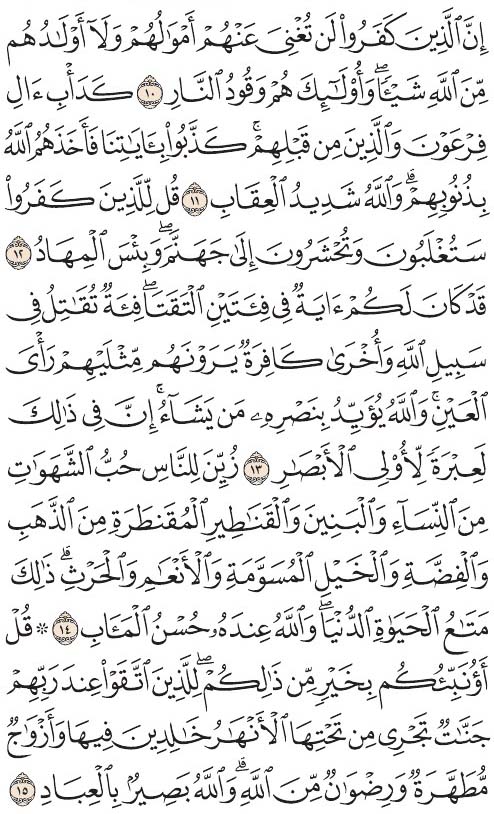 إِنَّ ٱلَّذِينَ كَفَرُوا۟ لَن تُغْنِىَ عَنْهُمْ أَمْوَٰلُهُمْ وَلَآ أَوْلَـٰدُهُم
مِّنَ ٱللَّهِ شَيْـًٔا ۖ وَأُو۟لَـٰٓئِكَ هُمْ وَقُودُ ٱلنَّارِ ١٠ كَدَأْبِ ءَالِ
فِرْعَوْنَ وَٱلَّذِينَ مِن قَبْلِهِمْ ۚ كَذَّبُوا۟ بِـَٔايَـٰتِنَا فَأَخَذَهُمُ ٱللَّهُ
بِذُنُوبِهِمْ ۗ وَٱللَّهُ شَدِيدُ ٱلْعِقَابِ ١١ قُل لِّلَّذِينَ كَفَرُوا۟
سَتُغْلَبُونَ وَتُحْشَرُونَ إِلَىٰ جَهَنَّمَ ۖ وَبِئْسَ ٱلْمِهَادُ ١٢
قَدْ كَانَ لَكُمْ ءَايَةٌ فِى فِئَتَيْنِ ٱلْتَقَتَا ۖ فِئَةٌ تُقَـٰتِلُ فِى
سَبِيلِ ٱللَّهِ وَأُخْرَىٰ كَافِرَةٌ يَرَوْنَهُم مِّثْلَيْهِمْ رَأْىَ
ٱلْعَيْنِ ۚ وَٱللَّهُ يُؤَيِّدُ بِنَصْرِهِۦ مَن يَشَآءُ ۗ إِنَّ فِى ذَٰلِكَ
لَعِبْرَةً لِّأُو۟لِى ٱلْأَبْصَـٰرِ ١٣ زُيِّنَ لِلنَّاسِ حُبُّ ٱلشَّهَوَٰتِ
مِنَ ٱلنِّسَآءِ وَٱلْبَنِينَ وَٱلْقَنَـٰطِيرِ ٱلْمُقَنطَرَةِ مِنَ ٱلذَّهَبِ
وَٱلْفِضَّةِ وَٱلْخَيْلِ ٱلْمُسَوَّمَةِ وَٱلْأَنْعَـٰمِ وَٱلْحَرْثِ ۗ ذَٰلِكَ
مَتَـٰعُ ٱلْحَيَوٰةِ ٱلدُّنْيَا ۖ وَٱللَّهُ عِندَهُۥ حُسْنُ ٱلْمَـَٔابِ ١٤ ۞ قُلْ
أَؤُنَبِّئُكُم بِخَيْرٍ مِّن ذَٰلِكُمْ ۚ لِلَّذِينَ ٱتَّقَوْا۟ عِندَ رَبِّهِمْ
جَنَّـٰتٌ تَجْرِى مِن تَحْتِهَا ٱلْأَنْهَـٰرُ خَـٰلِدِينَ فِيهَا وَأَزْوَٰجٌ
مُّطَهَّرَةٌ وَرِضْوَٰنٌ مِّنَ ٱللَّهِ ۗ وَٱللَّهُ بَصِيرٌۢ بِٱلْعِبَادِ ١٥